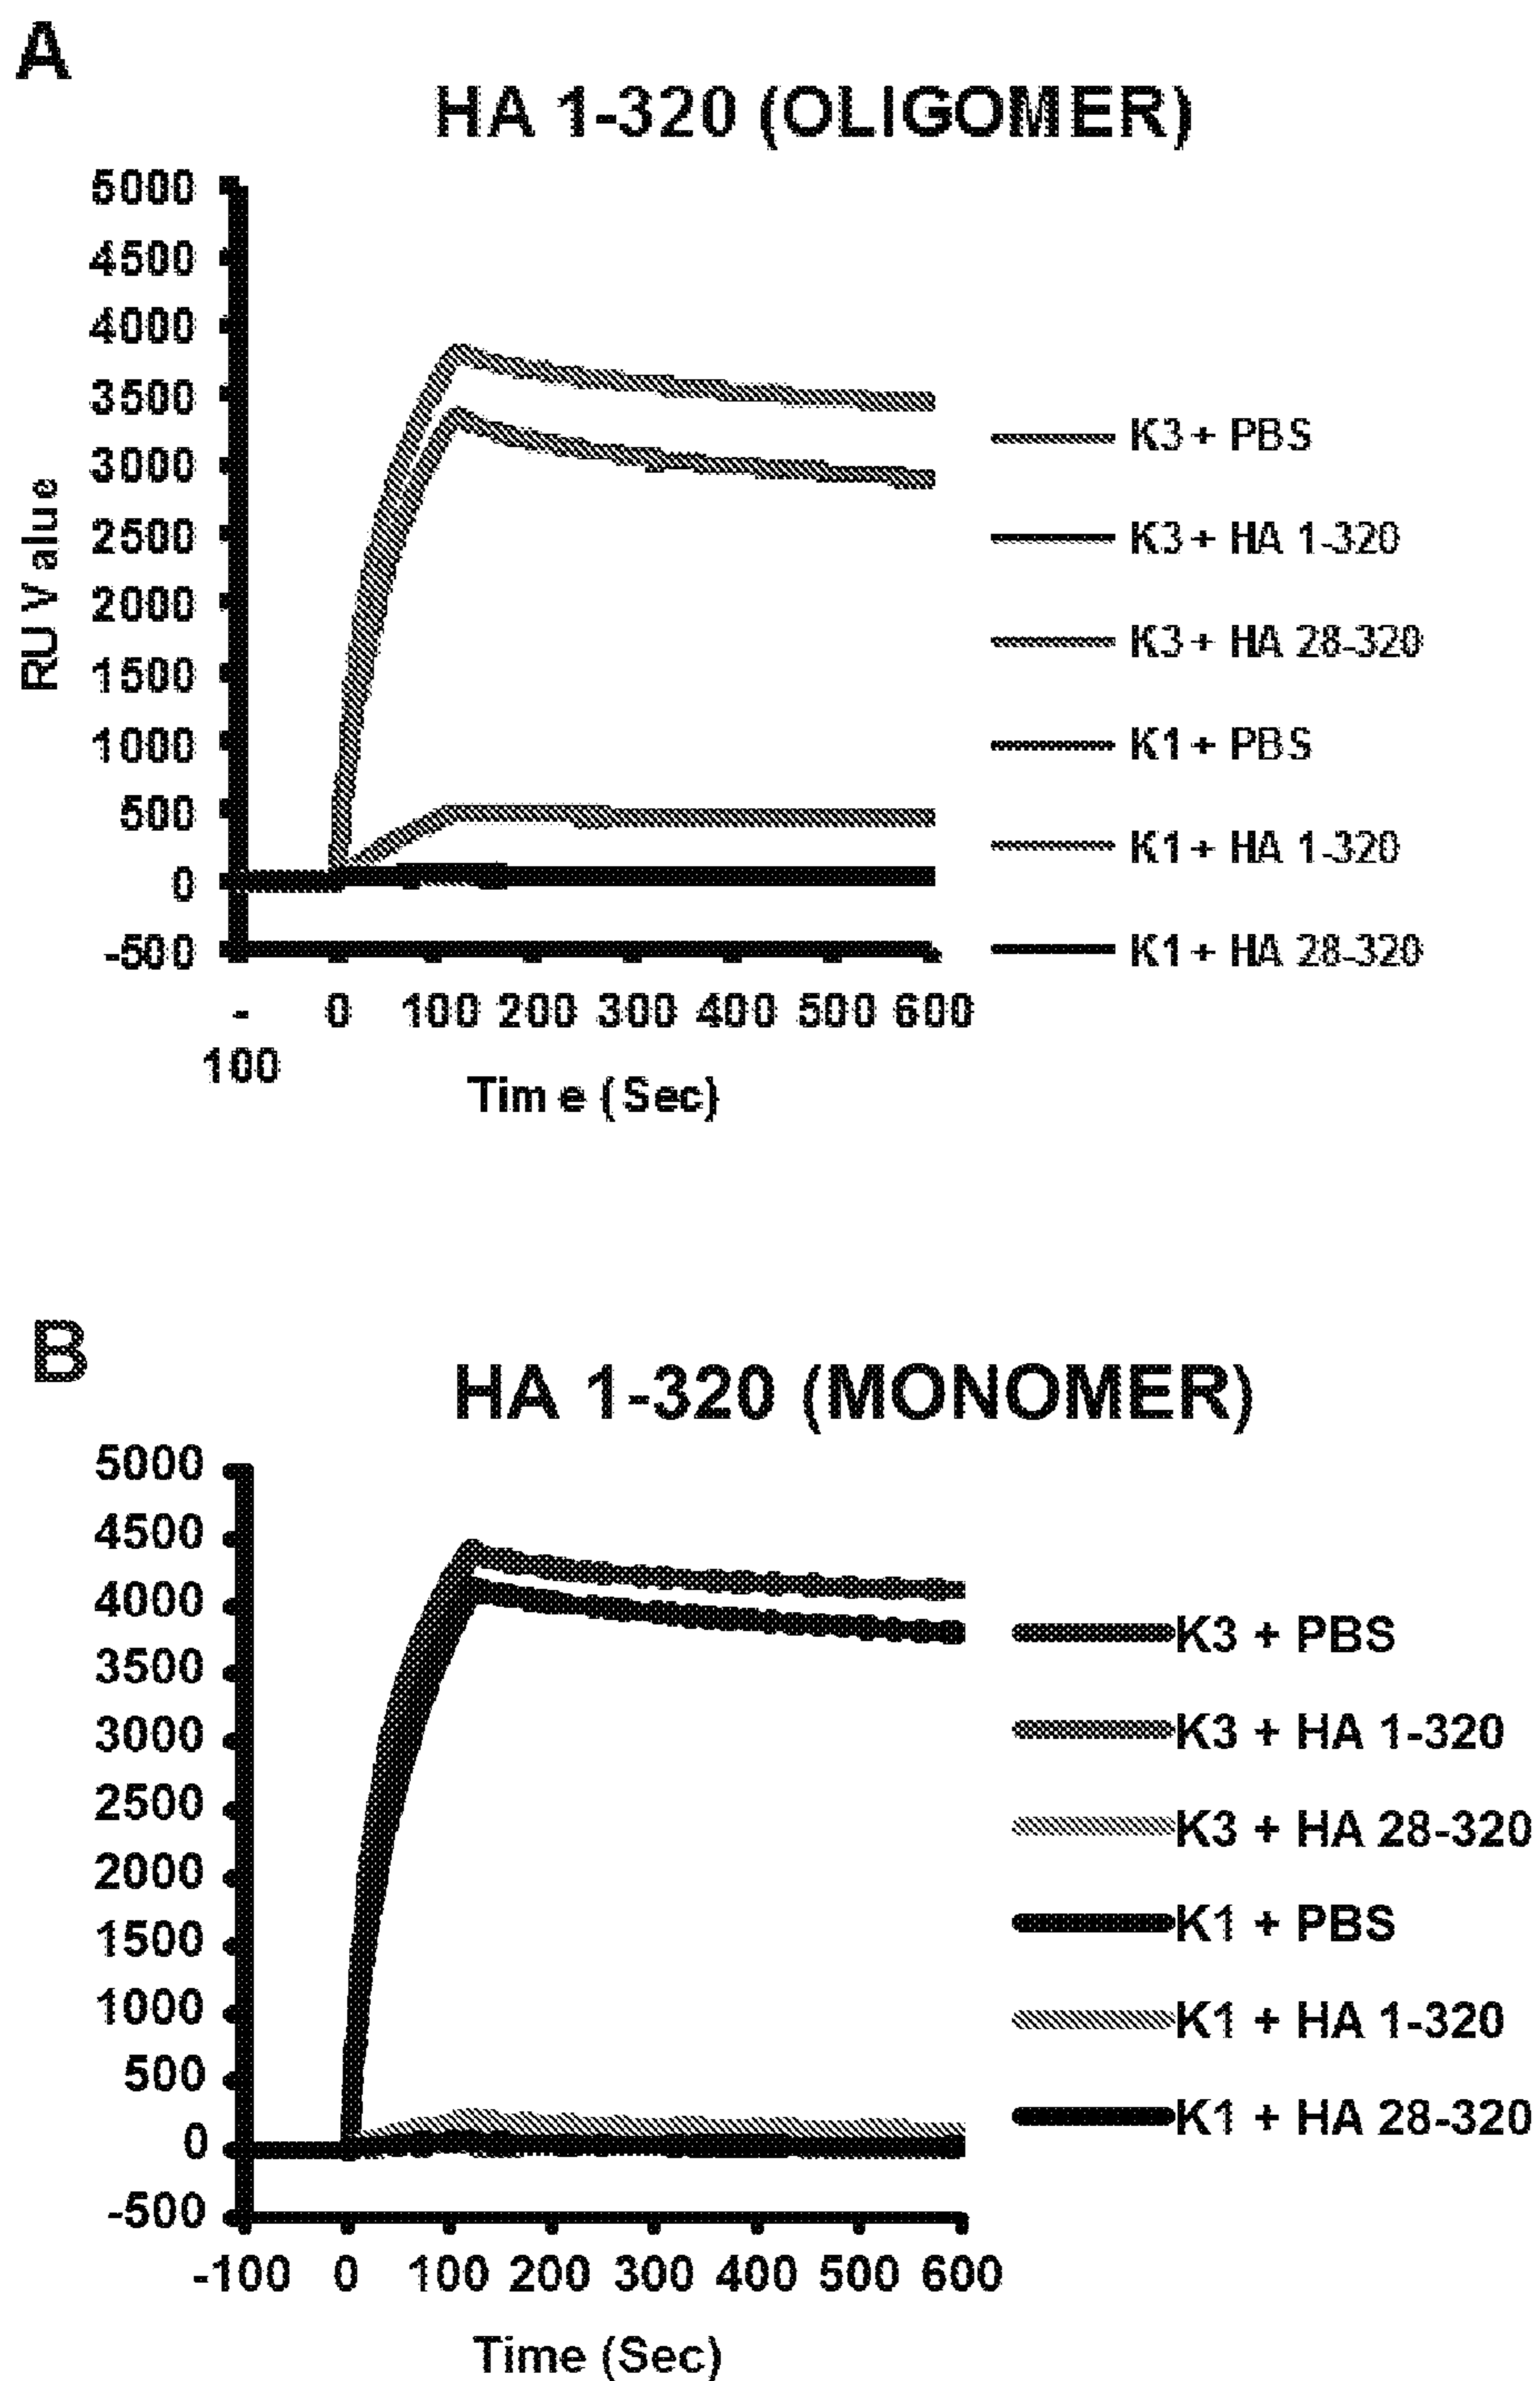 A
HA 1-320 (OLIGOMER)
5000
4500
4000
3500
3000
2500
2000
1500
1000
500
0
-500
RU Value
-
100
0 100 200 300 400 500 600
Time (Sec)
K3 + PBS
K3 + HA 1-320
K3 + HA 28-320
K1 + PBS
K1 + HA 1-320
K1 + HA 28-320
B
HA 1-320 (MONOMER)
5000
4500
4000
3500
3000
2500
2000
1500
1000
500
0
-500
-100 0 100 200 300 400 500 600
Time (Sec)
K3 + PBS
K3 + HA 1-320
K3 + HA 28-320
K1 + PBS
K1 + HA 1-320
K1 + HA 28-320